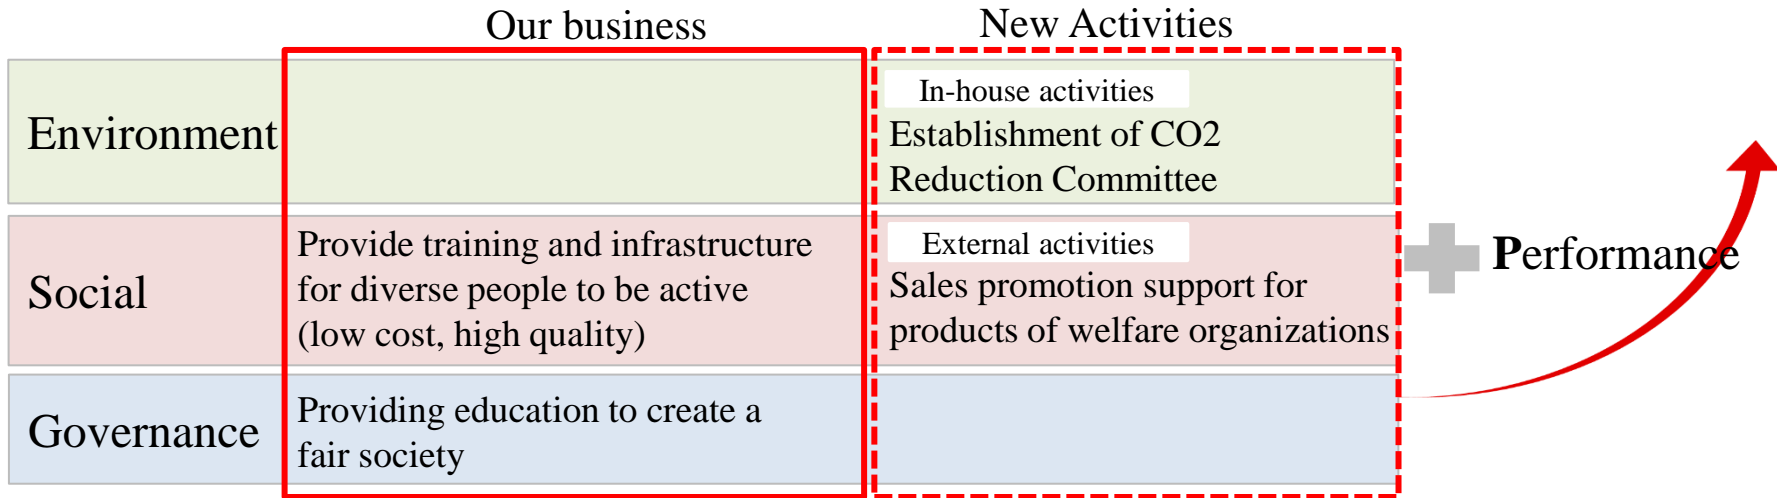 Our business
New Activities
Environment
In-house activities
Establishment of CO2
Reduction Committee
Social
Provide training and infrastructure
for diverse people to be active
(low cost, high quality)
External activities
Sales promotion support for
products of welfare organizations
Performance
Governance
Providing education to create a
fair society